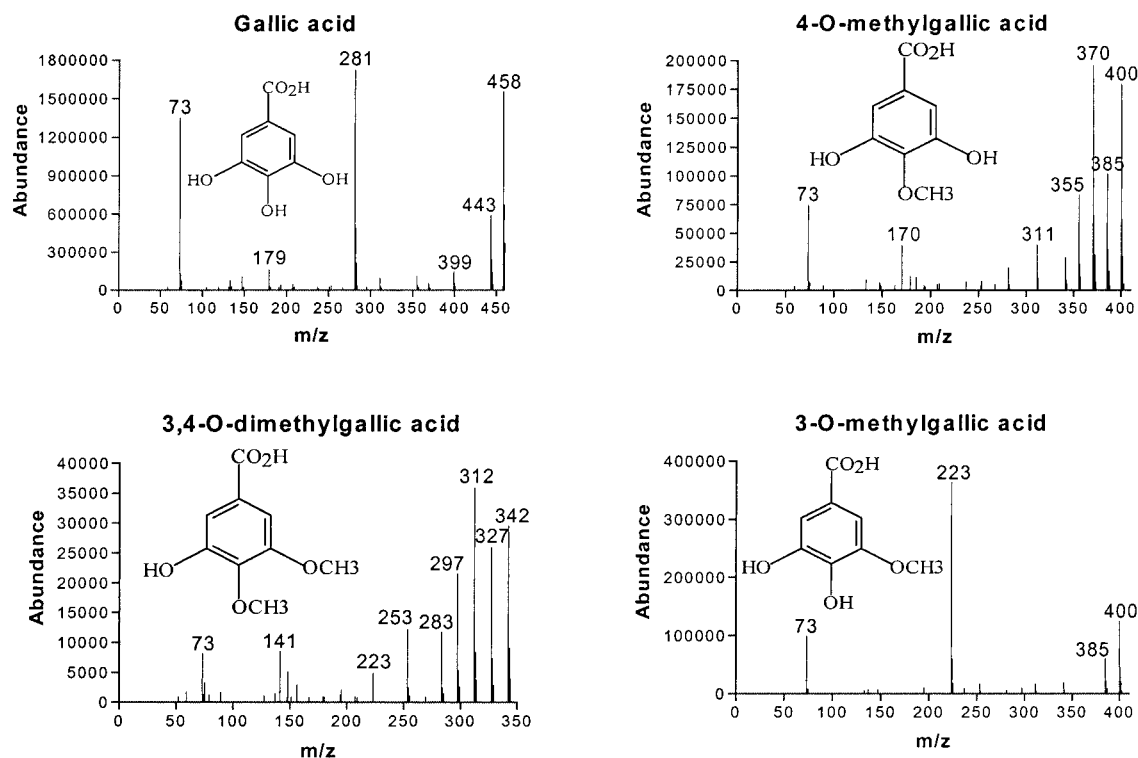 Gallic acid
1800000
1500000
1200000
900000
600000
300000
0
Abundance
73
281
458
443
399
179
CO2H
HO
OH
OH
0 50 100 150 200 250 300 350 400 450
m/z
4-O-methylgallic acid
200000
175000
150000
125000
100000
75000
50000
25000
0
Abundance
CO2H
HO
OH
OCH3
370
400
385
355
73
170
311
0 50 100 150 200 250 300 350 400
m/z
3,4-O-dimethylgallic acid
40000
35000
30000
25000
20000
15000
10000
5000
0
Abundance
CO2H
HO
OCH3
OCH3
312
342
327
297
253
283
73
141
223
0 50 100 150 200 250 300 350
m/z
3-O-methylgallic acid
400000
300000
200000
100000
0
Abundance
CO2H
HO
OCH3
OH
223
73
400
385
0 50 100 150 200 250 300 350 400
m/z